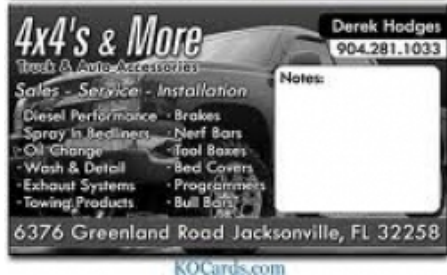 4x4's & More
Truck & Auto Accessories
Sales - Service - Installation
- Diesel Performance
- Spray In Bedliners
- Oil Change
- Wash & Detail
- Exhaust Systems
- Towing Products
- Brakes
- Nerf Bars
- Tool Boxes
- Bed Covers
- Programmers
- Bull Bars
Derek Hodges
904.281.1033
Notes:
6376 Greenland Road Jacksonville, FL 32258
KOCards.com